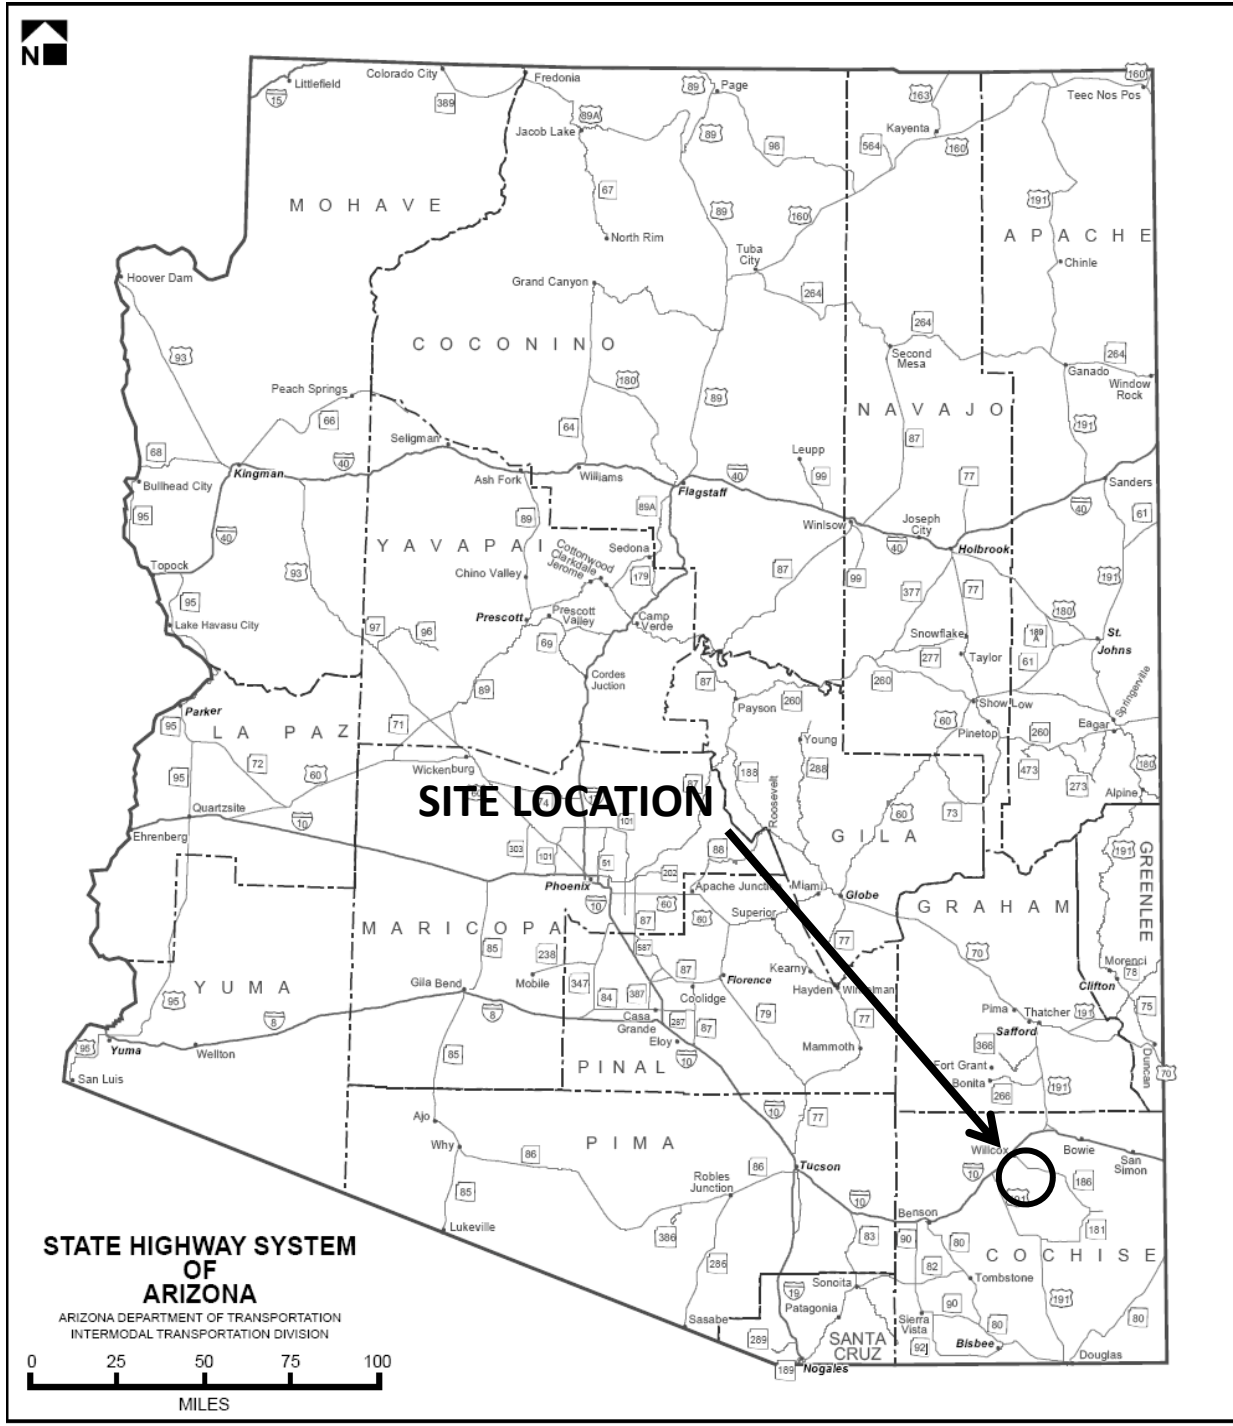 N
Littlefield
15
Colorado City
389
Fredonia
89A
Jacob Lake
67
North Rim
89
Page
89
98
89
160
163
Kayenta
564
160
160
Teec Nos Pos
191
MOHAVE
APACHE
Chinle
Hoover Dam
93
Grand Canyon
Tuba
City
264
COCONINO
264
Second
Mesa
264
Ganado
Window
Rock
Peach Springs
66
180
64
89
NAVAJO
87
191
68
Kingman
Seligman
40
Ash Fork
Williams
Flagstaff
40
Leupp
99
77
Sanders
40
61
Bullhead City
95
40
89
89A
Winlsow
Joseph
City
40
Holbrook
YAVAPAI
Cottonwood
Clarkdale
Jerome
Sedona
179
87
99
377
77
191
Topock
93
Chino Valley
95
Lake Havasu City
97
96
Prescott
Prescott
Valley
69
Camp
Verde
Snowflake
277
Taylor
180
189
A
61
St.
Johns
89
Cordes
Juction
87
Payson
260
260
Show Low
60
Pinetop
Springerville
Eagar
260
Parker
95
LA PAZ
71
72
60
95
Wickenburg
Young
288
188
Roosevelt
473
273
180
Alpine
60
74
87
SITE LOCATION
Quartzsite
10
Ehrenberg
101
303
101
51
202
88
60
73
GILA
191
GREENLEE
Phoenix
10
Apache Junction
Miami
Globe
60
60
Superior
GRAHAM
MARICOPA
87
587
77
70
85
238
Mobile
347
84
387
87
Coolidge
Florence
Kearny
Hayden
Morenci
78
Clifton
75
YUMA
95
8
Gila Bend
8
Casa
Grande
287
87
Eloy
10
79
77
Mammoth
Pima
Thatcher
191
Safford
366
Duncan
70
95
Yuma
Wellton
San Luis
85
PINAL
Fort Grant
Bonita
266
191
Ajo
Why
86
PIMA
10
77
Tucson
86
Robles
Junction
Willcox
10
Bowie
San
Simon
186
191
85
Lukeville
386
286
10
83
Benson
90
80
82
181
COCHISE
Tombstone
191
Sasabe
19
Sonoita
Patagonia
289
SANTA
CRUZ
189
Nogales
Sierra
Vista
90
92
80
Bisbee
80
Douglas
STATE HIGHWAY SYSTEM
OF
ARIZONA
ARIZONA DEPARTMENT OF TRANSPORTATION
INTERMODAL TRANSPORTATION DIVISION
0 25 50 75 100
MILES